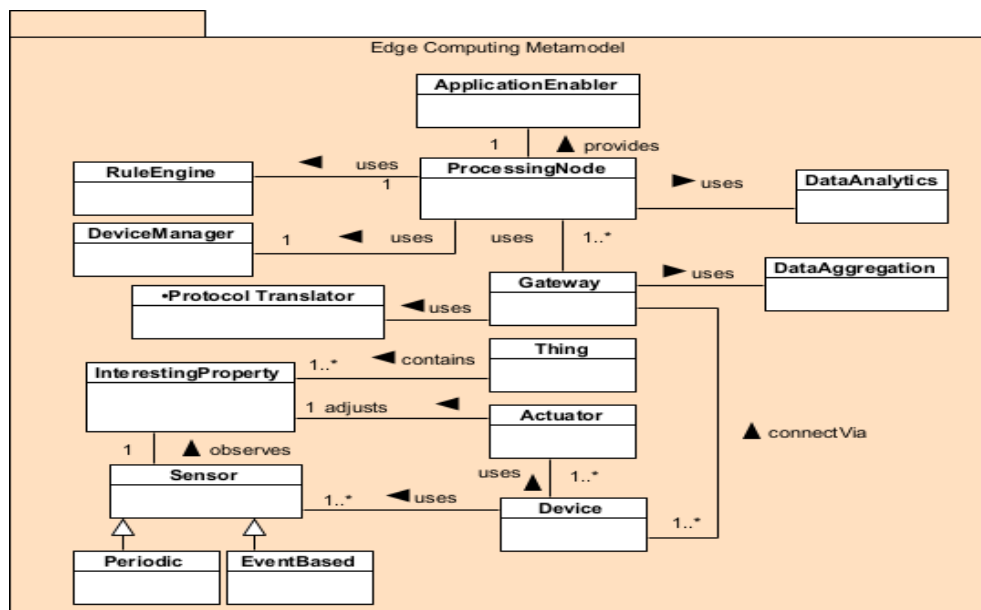 Edge Computing Metamodel
ApplicationEnabler
1 ▲ provides
◄ uses
RuleEngine
1
ProcessingNode
► uses
DataAnalytics
DeviceManager
1 ◄ uses
uses 1..*
Gateway
► uses
DataAggregation
•Protocol Translator
◄ uses
Thing
1..* ◄ contains
InterestingProperty
1 adjusts ◄
Actuator
1 ▲ observes
▲ connectVia
Sensor
uses ▲ 1..*
1..* ◄ uses
Device
1..*
Periodic
EventBased